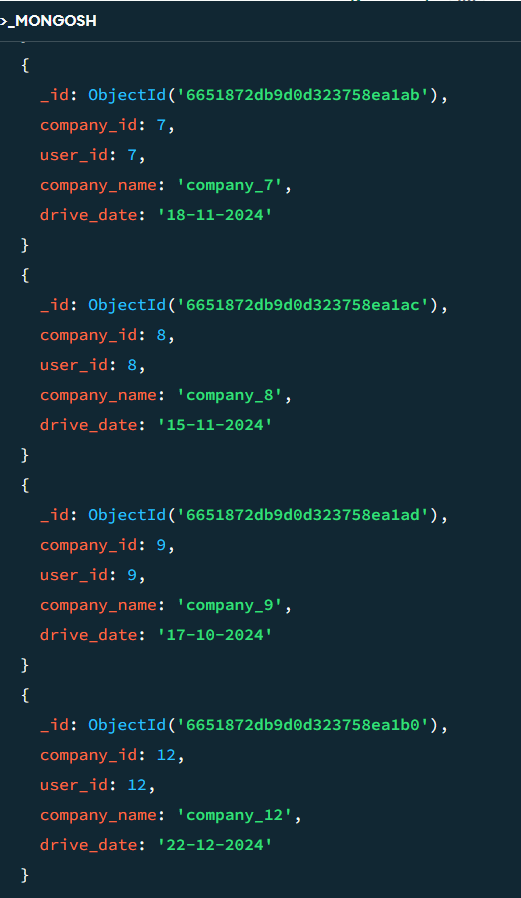 >_MONGOSH
{
_id: ObjectId('6651872db9d0d323758ea1ab'),
company_id: 7,
user_id: 7,
company_name: 'company_7',
drive_date: '18-11-2024'
}
{
_id: ObjectId('6651872db9d0d323758ea1ac'),
company_id: 8,
user_id: 8,
company_name: 'company_8',
drive_date: '15-11-2024'
}
{
_id: ObjectId('6651872db9d0d323758ea1ad'),
company_id: 9,
user_id: 9,
company_name: 'company_9',
drive_date: '17-10-2024'
}
{
_id: ObjectId('6651872db9d0d323758ea1b0'),
company_id: 12,
user_id: 12,
company_name: 'company_12',
drive_date: '22-12-2024'
}